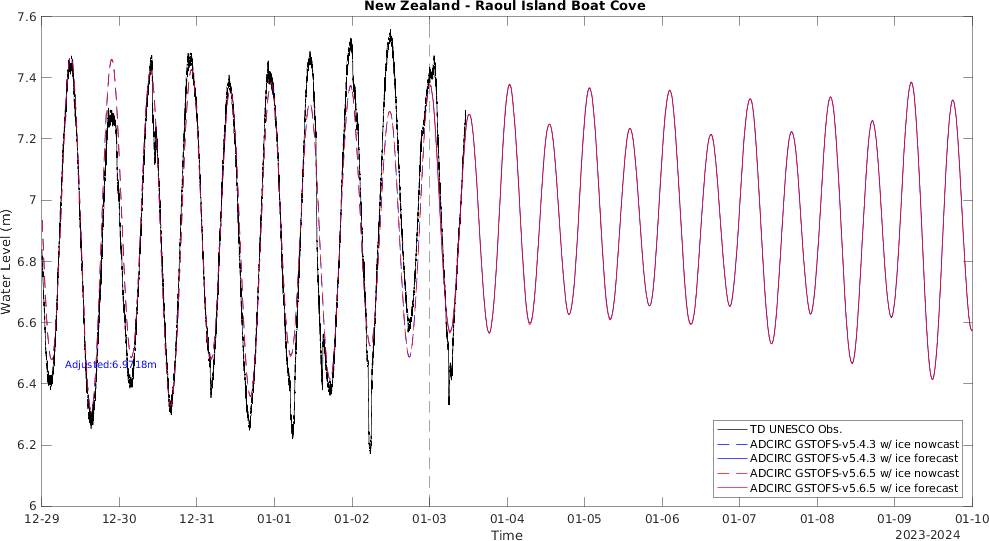 New Zealand - Raoul Island Boat Cove
7.6
7.4
7.2
7
6.8
6.6
6.4
6.2
6
Water Level (m)
Adjusted:6.9718m
TD UNESCO Obs.
ADCIRC GSTOFS-v5.4.3 w/ ice nowcast
ADCIRC GSTOFS-v5.4.3 w/ ice forecast
ADCIRC GSTOFS-v5.6.5 w/ ice nowcast
ADCIRC GSTOFS-v5.6.5 w/ ice forecast
12-29 12-30 12-31 01-01 01-02 01-03 01-04 01-05 01-06 01-07 01-08 01-09 01-10
Time
2023-2024